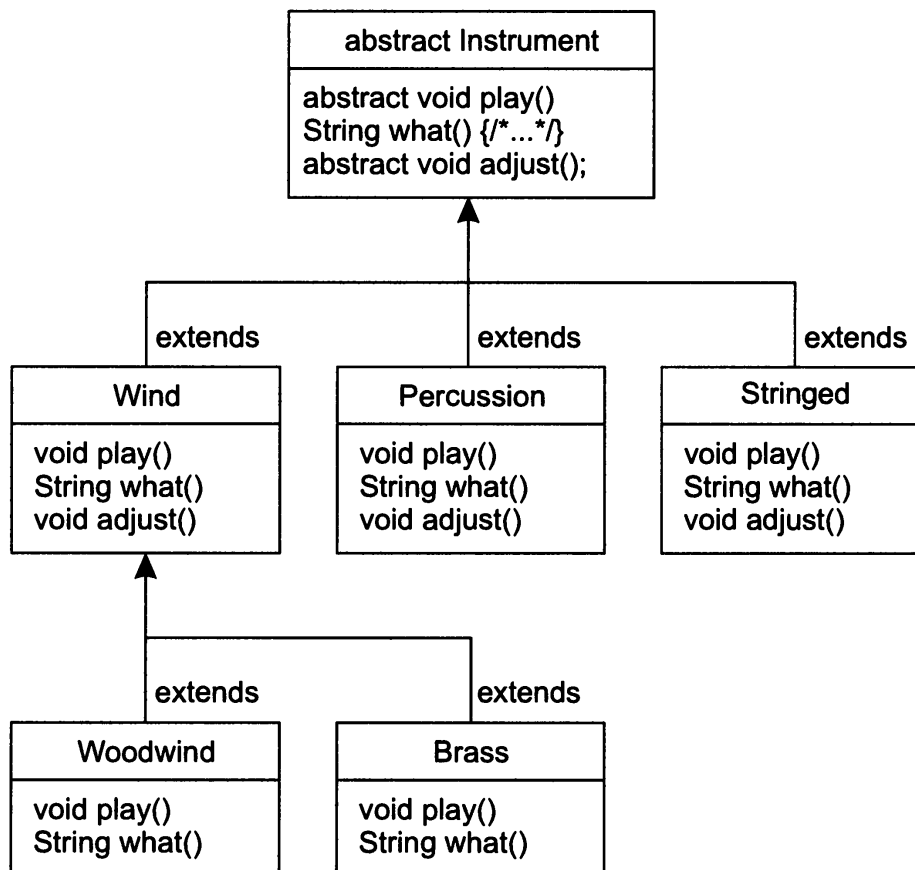 abstract Instrument
abstract void play()
String what() {/*...*/}
abstract void adjust();
extends
extends
extends
Wind
void play()
String what()
void adjust()
Percussion
void play()
String what()
void adjust()
Stringed
void play()
String what()
void adjust()
extends
extends
Woodwind
void play()
String what()
Brass
void play()
String what()